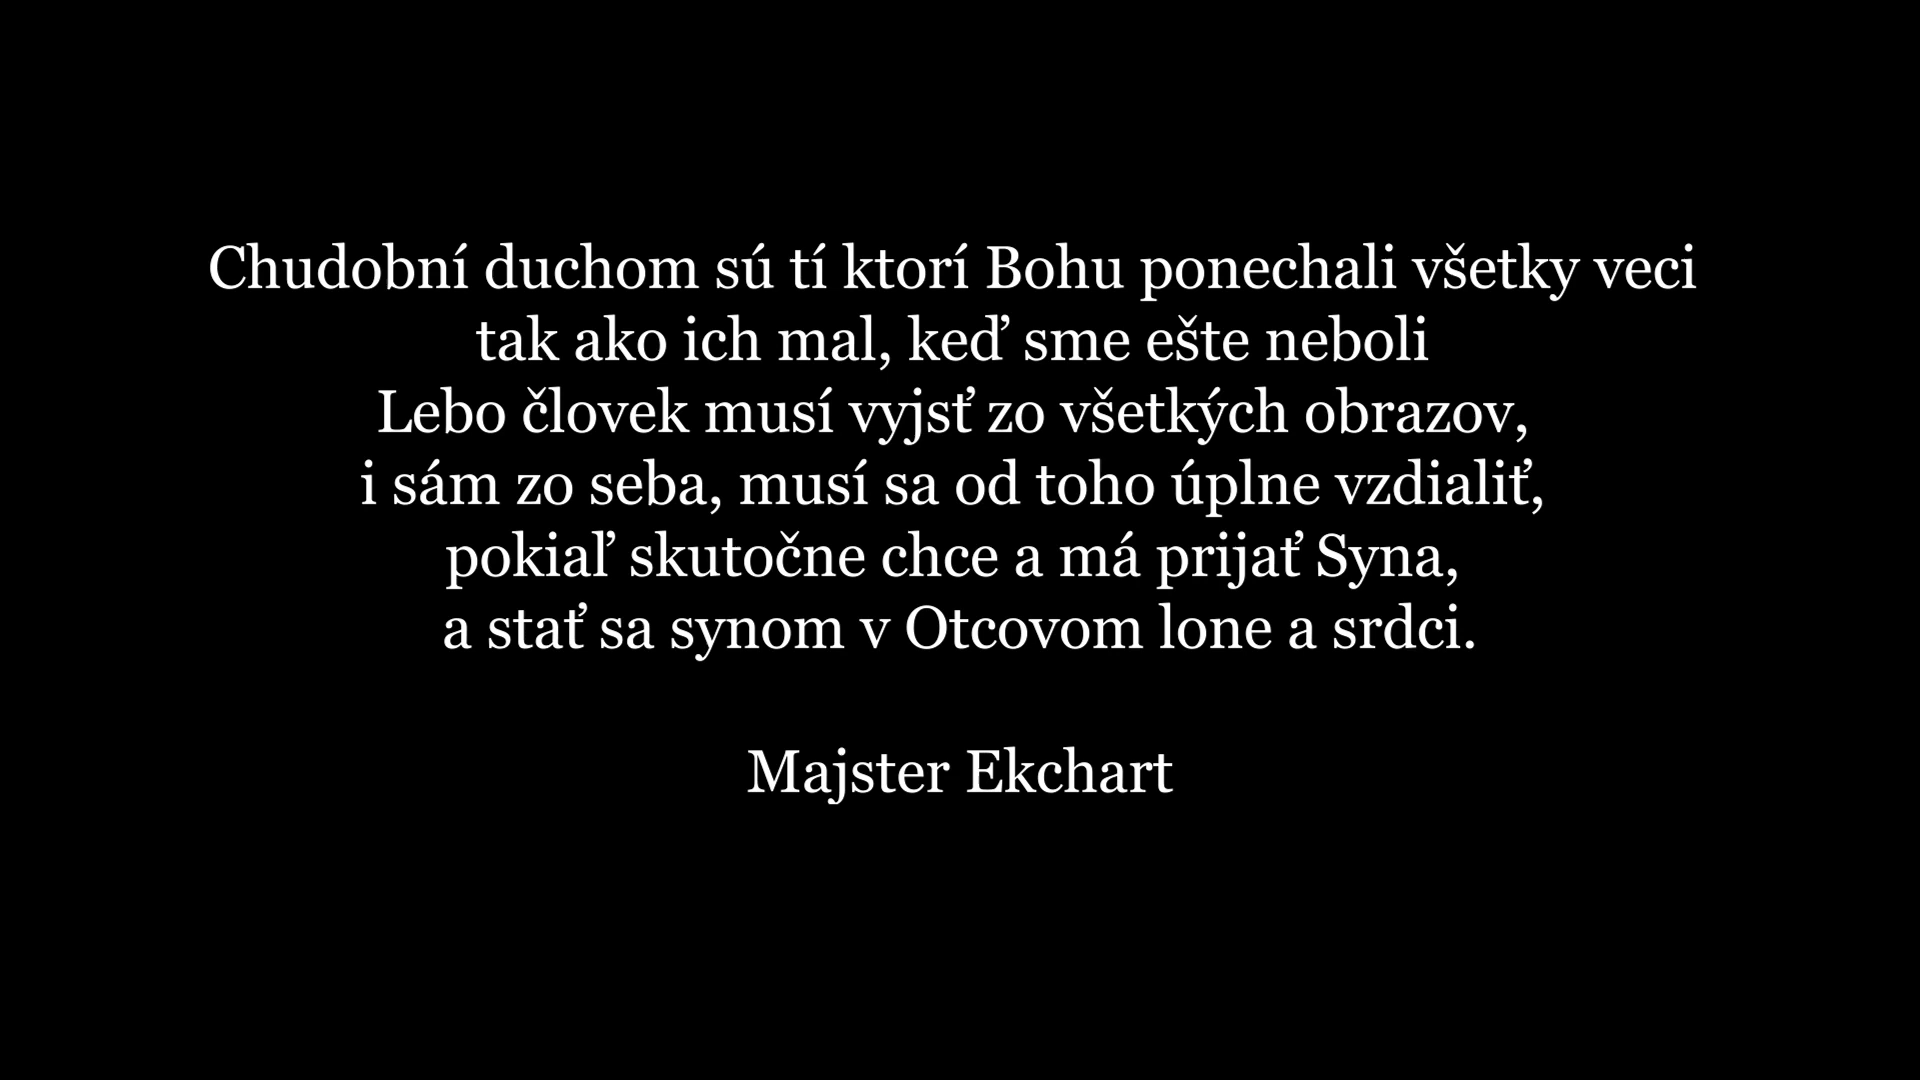 Chudobní duchom sú tí ktorí Bohu ponechali všetky veci
tak ako ich mal, keď sme ešte neboli
Lebo človek musí vyjsť zo všetkých obrazov,
i sám zo seba, musí sa od toho úplne vzdialiť,
pokiaľ skutočne chce a má prijať Syna,
a stať sa synom v Otcovom lone a srdci.
Majster Ekchart